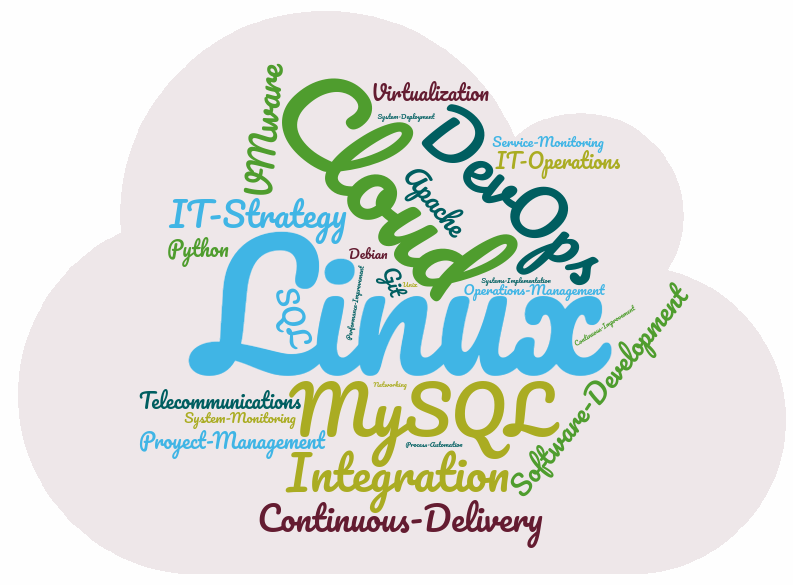 VMware
Virtualization
System-Deployment
Cloud
DevOps
Service-Monitoring
IT-Operations
Apache
IT-Strategy
Python
Debian
Git
Unix
Systems-Implementation
Operations-Management
Performance-Improvement
SQL
Linux
Continuous-Improvement
Software-Development
Networking
Telecommunications
MySQL
System-Monitoring
Proyect-Management
Process-Automation
Integration
Continuous-Delivery